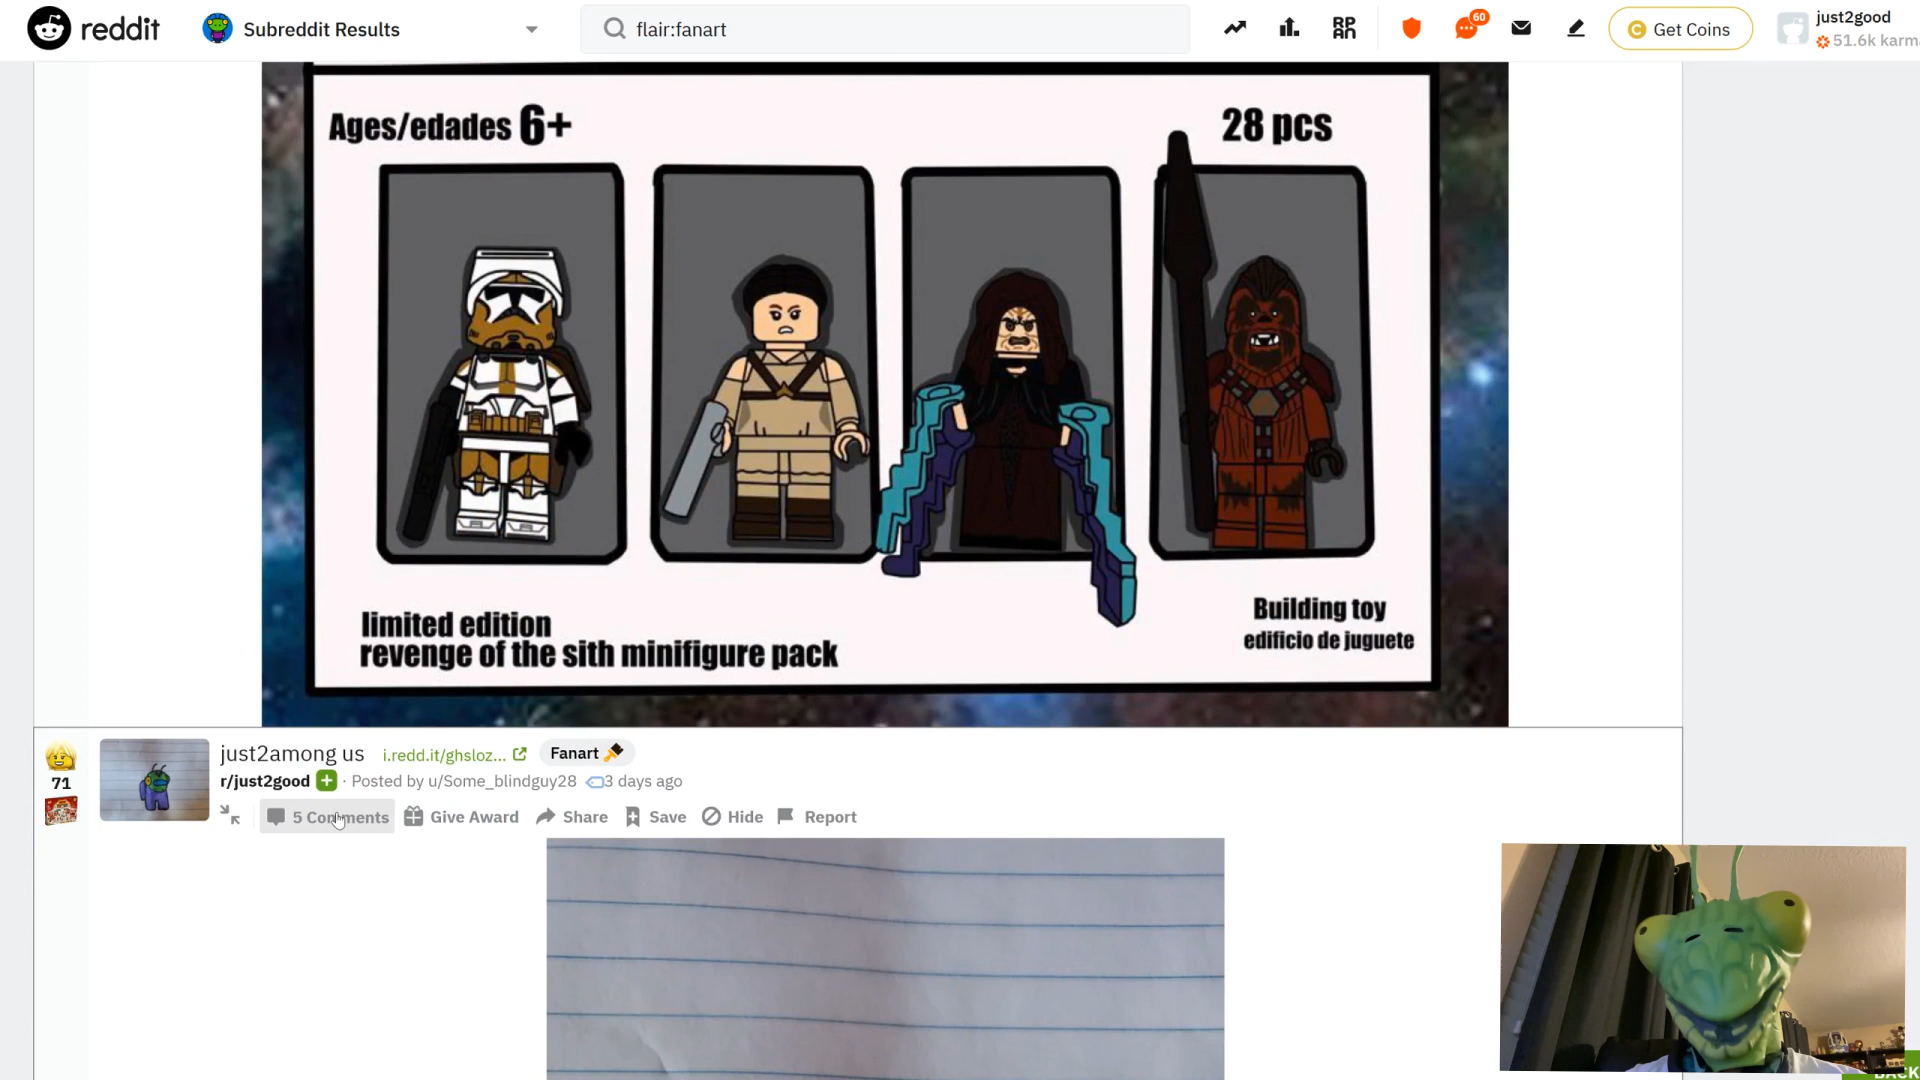 reddit
Subreddit Results
flair:fanart
60
Get Coins
just2good
51.6k karm
Ages/edades 6+
28 pcs
limited edition
revenge of the sith minifigure pack
Building toy
edificio de juguete
just2among us
i.redd.it/ghsloz...
Fanart
71
r/just2good
· Posted by u/Some_blindguy28
3 days ago
5 Comments
Give Award
Share
Save
Hide
Report
BACK